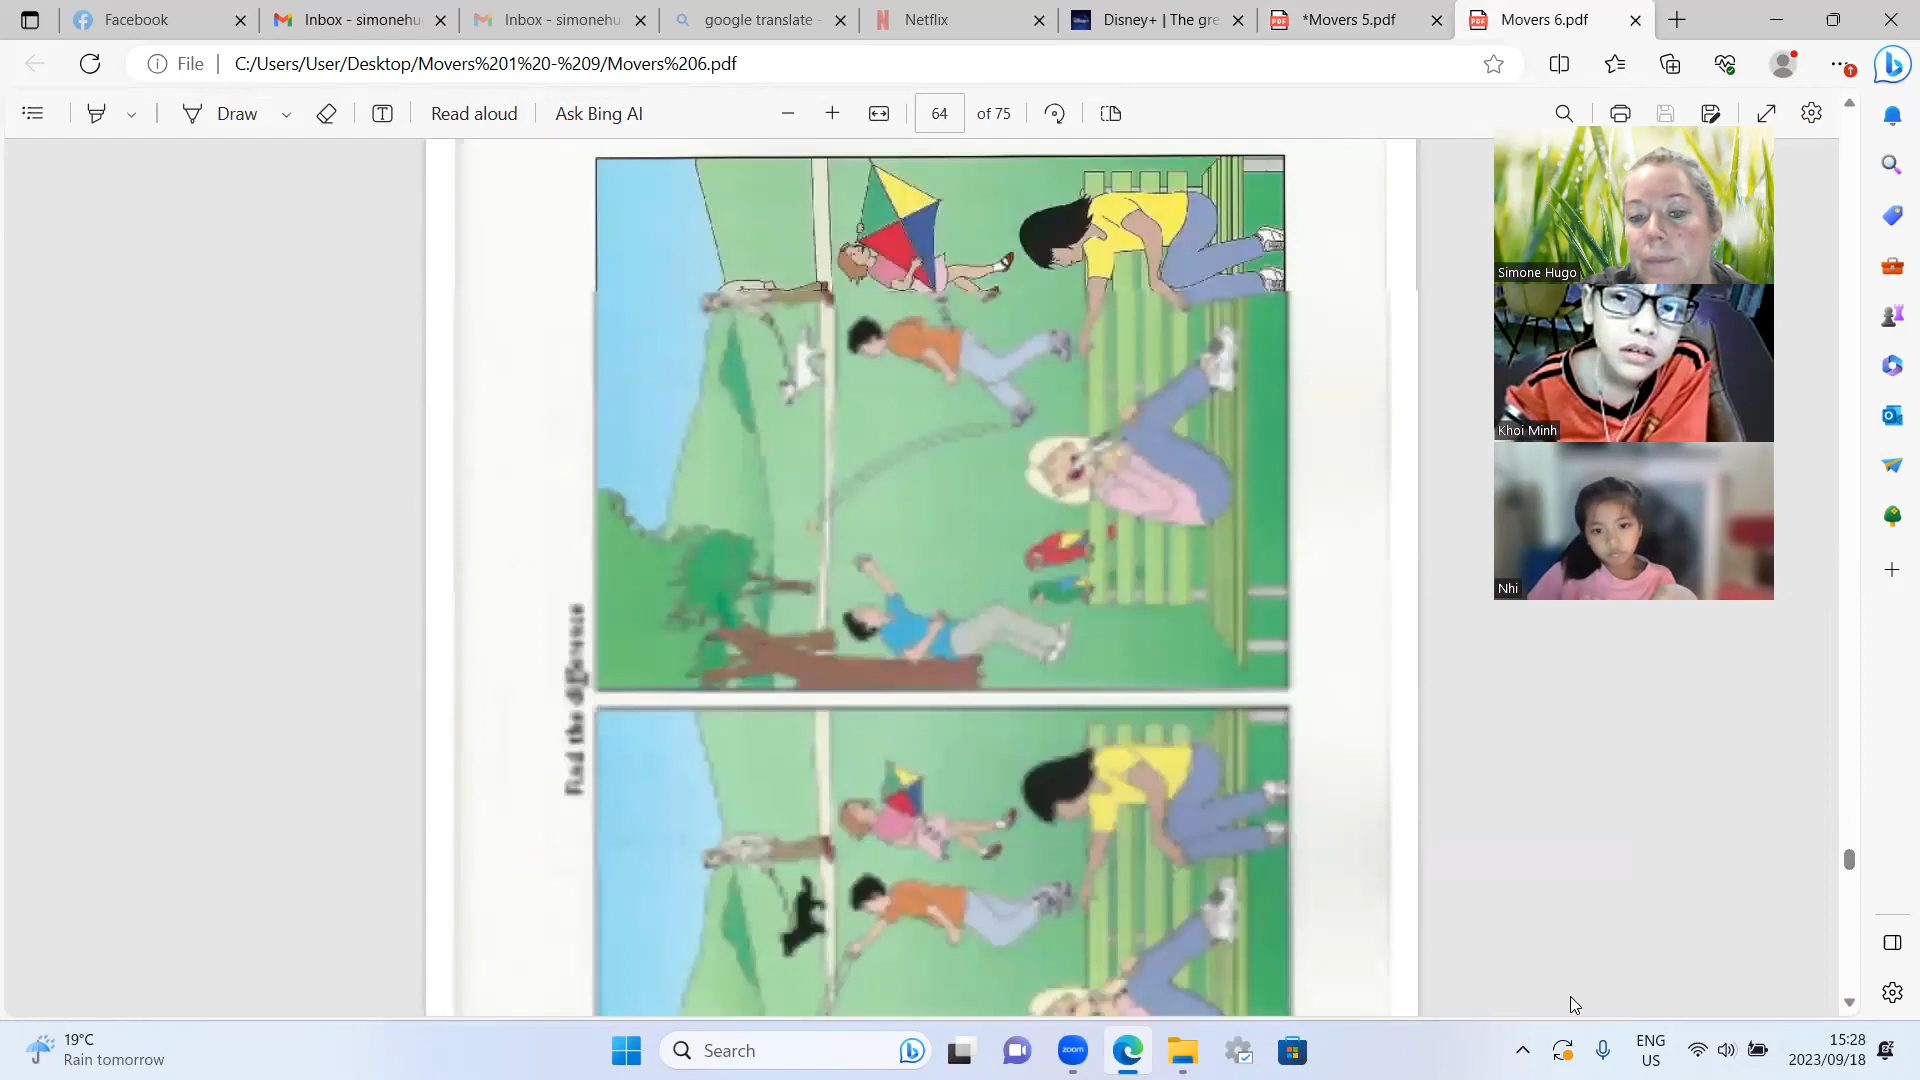 Facebook
Inbox - simonehu
Inbox - simonehu
google translate -
Netflix
Disney+ | The gre
*Movers 5.pdf
Movers 6.pdf
File
C:/Users/User/Desktop/Movers%201%20-%209/Movers%206.pdf
Draw
Read aloud
Ask Bing AI
64
of 75
Simone Hugo
Khoi Minh
Nhi
Find the difference
19°C
Rain tomorrow
Search
zoom
ENG
US
15:28
2023/09/18